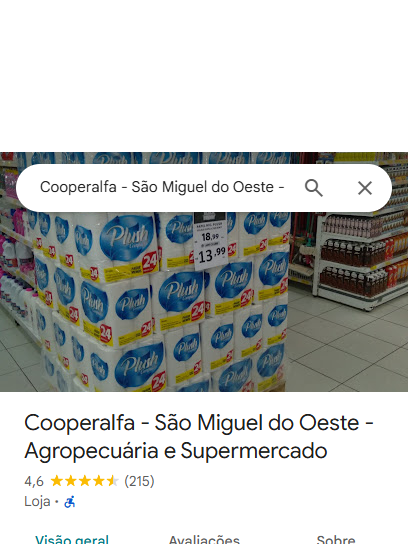 Cooperalfa - São Miguel do Oeste -
Plush
24
18,99
13,99
Cooperalfa - São Miguel do Oeste -
Agropecuária e Supermercado
4,6 (215)
Loja ·
Visão geral Avaliações Sobre